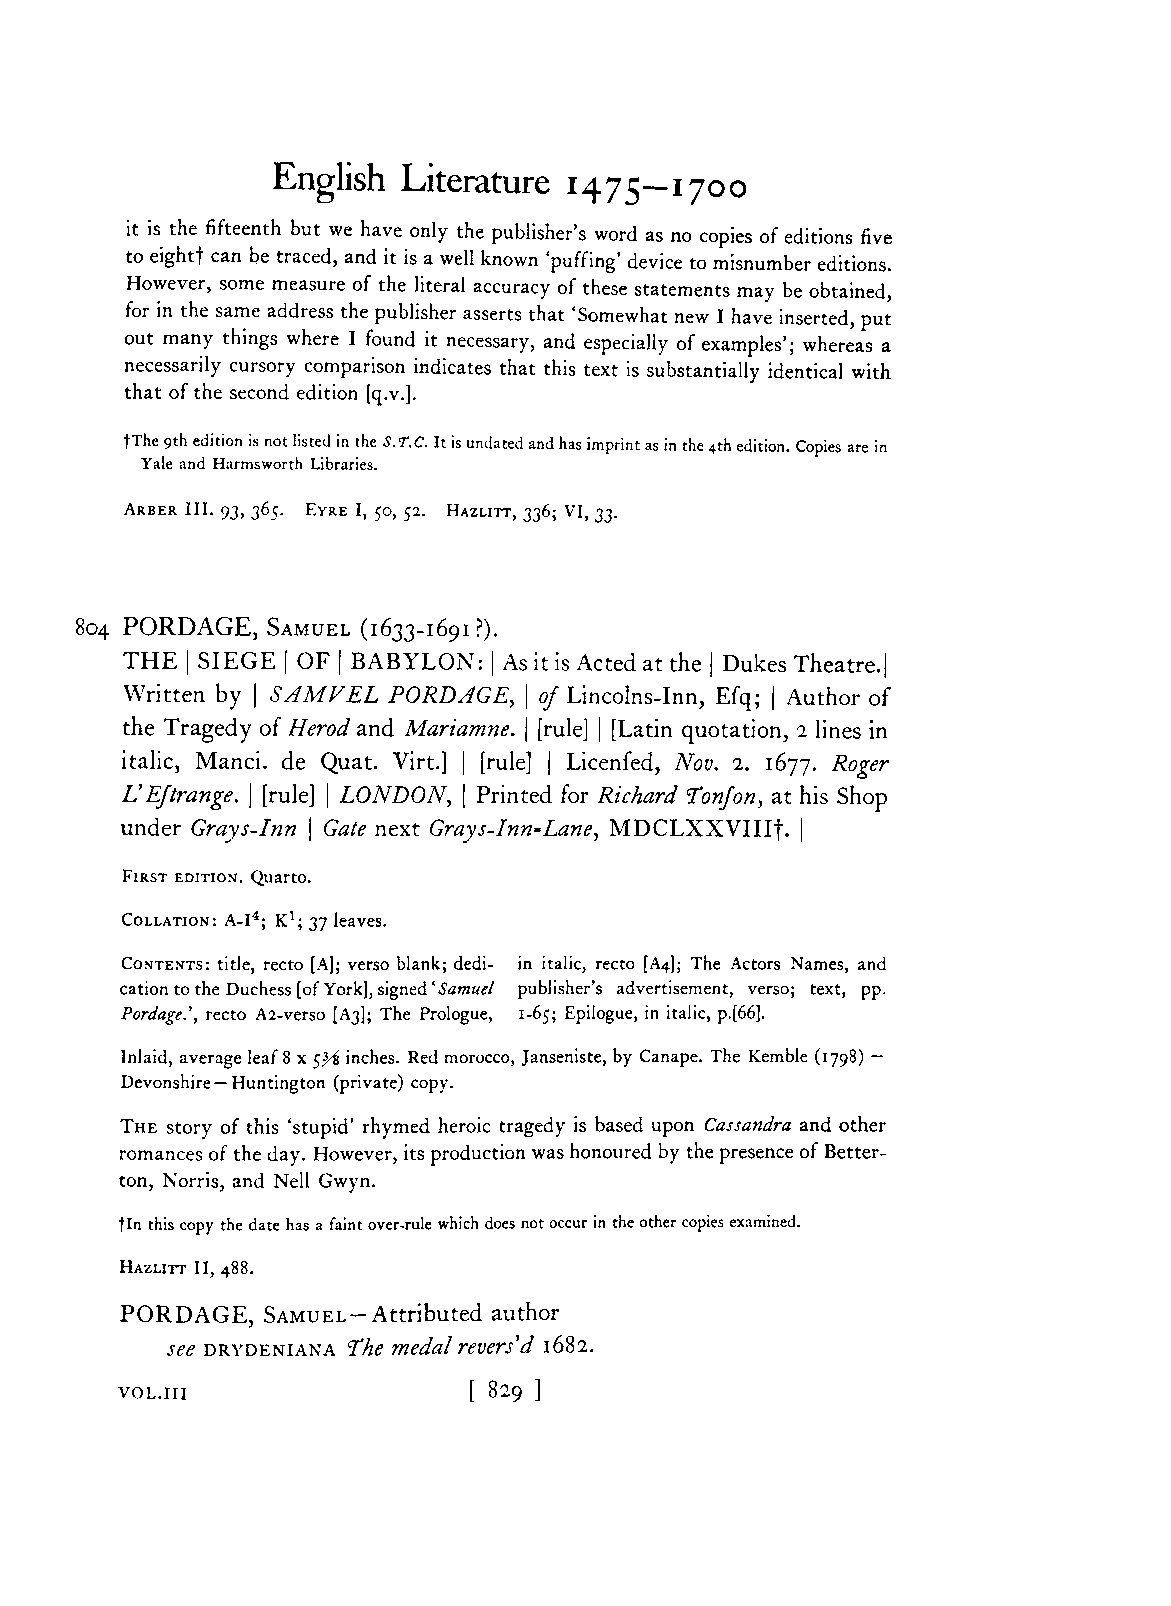 English Literature 1475—1700
it is the fifteenth but we have only the publisher's word as no copies of editions five
to eight† can be traced, and it is a well known 'puffing' device to misnumber editions.
However, some measure of the literal accuracy of these statements may be obtained,
for in the same address the publisher asserts that 'Somewhat new I have inserted, put
out many things where I found it necessary, and especially of examples'; whereas a
necessarily cursory comparison indicates that this text is substantially identical with
that of the second edition [q.v.].
†The 9th edition is not listed in the S.T.C. It is undated and has imprint as in the 4th edition. Copies are in
Yale and Harmsworth Libraries.
ARBER III. 93, 365. EYRE I, 50, 52. HAZLITT, 336; VI, 33.
804 PORDAGE, SAMUEL (1633-1691?).
THE | SIEGE | OF | BABYLON: | As it is Acted at the | Dukes Theatre.|
Written by | SAMVEL PORDAGE, | of Lincolns-Inn, Eſq; | Author of
the Tragedy of Herod and Mariamne. | [rule] | [Latin quotation, 2 lines in
italic, Manci. de Quat. Virt.] | [rule] | Licenſed, Nov. 2. 1677. Roger
L'Eſtrange. | [rule] | LONDON, | Printed for Richard Tonſon, at his Shop
under Grays-Inn | Gate next Grays-Inn-Lane, MDCLXXVIII†. |
FIRST EDITION. Quarto.
COLLATION: A-I⁴; K¹; 37 leaves.
CONTENTS: title, recto [A]; verso blank; dedi-
cation to the Duchess [of York], signed 'Samuel
Pordage.', recto A2-verso [A3]; The Prologue,
in italic, recto [A4]; The Actors Names, and
publisher's advertisement, verso; text, pp.
1-65; Epilogue, in italic, p.[66].
Inlaid, average leaf 8 x 5⅜ inches. Red morocco, Janseniste, by Canape. The Kemble (1798) —
Devonshire — Huntington (private) copy.
THE story of this 'stupid' rhymed heroic tragedy is based upon Cassandra and other
romances of the day. However, its production was honoured by the presence of Better-
ton, Norris, and Nell Gwyn.
†In this copy the date has a faint over-rule which does not occur in the other copies examined.
HAZLITT II, 488.
PORDAGE, SAMUEL — Attributed author
see DRYDENIANA The medal revers'd 1682.
VOL.III [ 829 ]